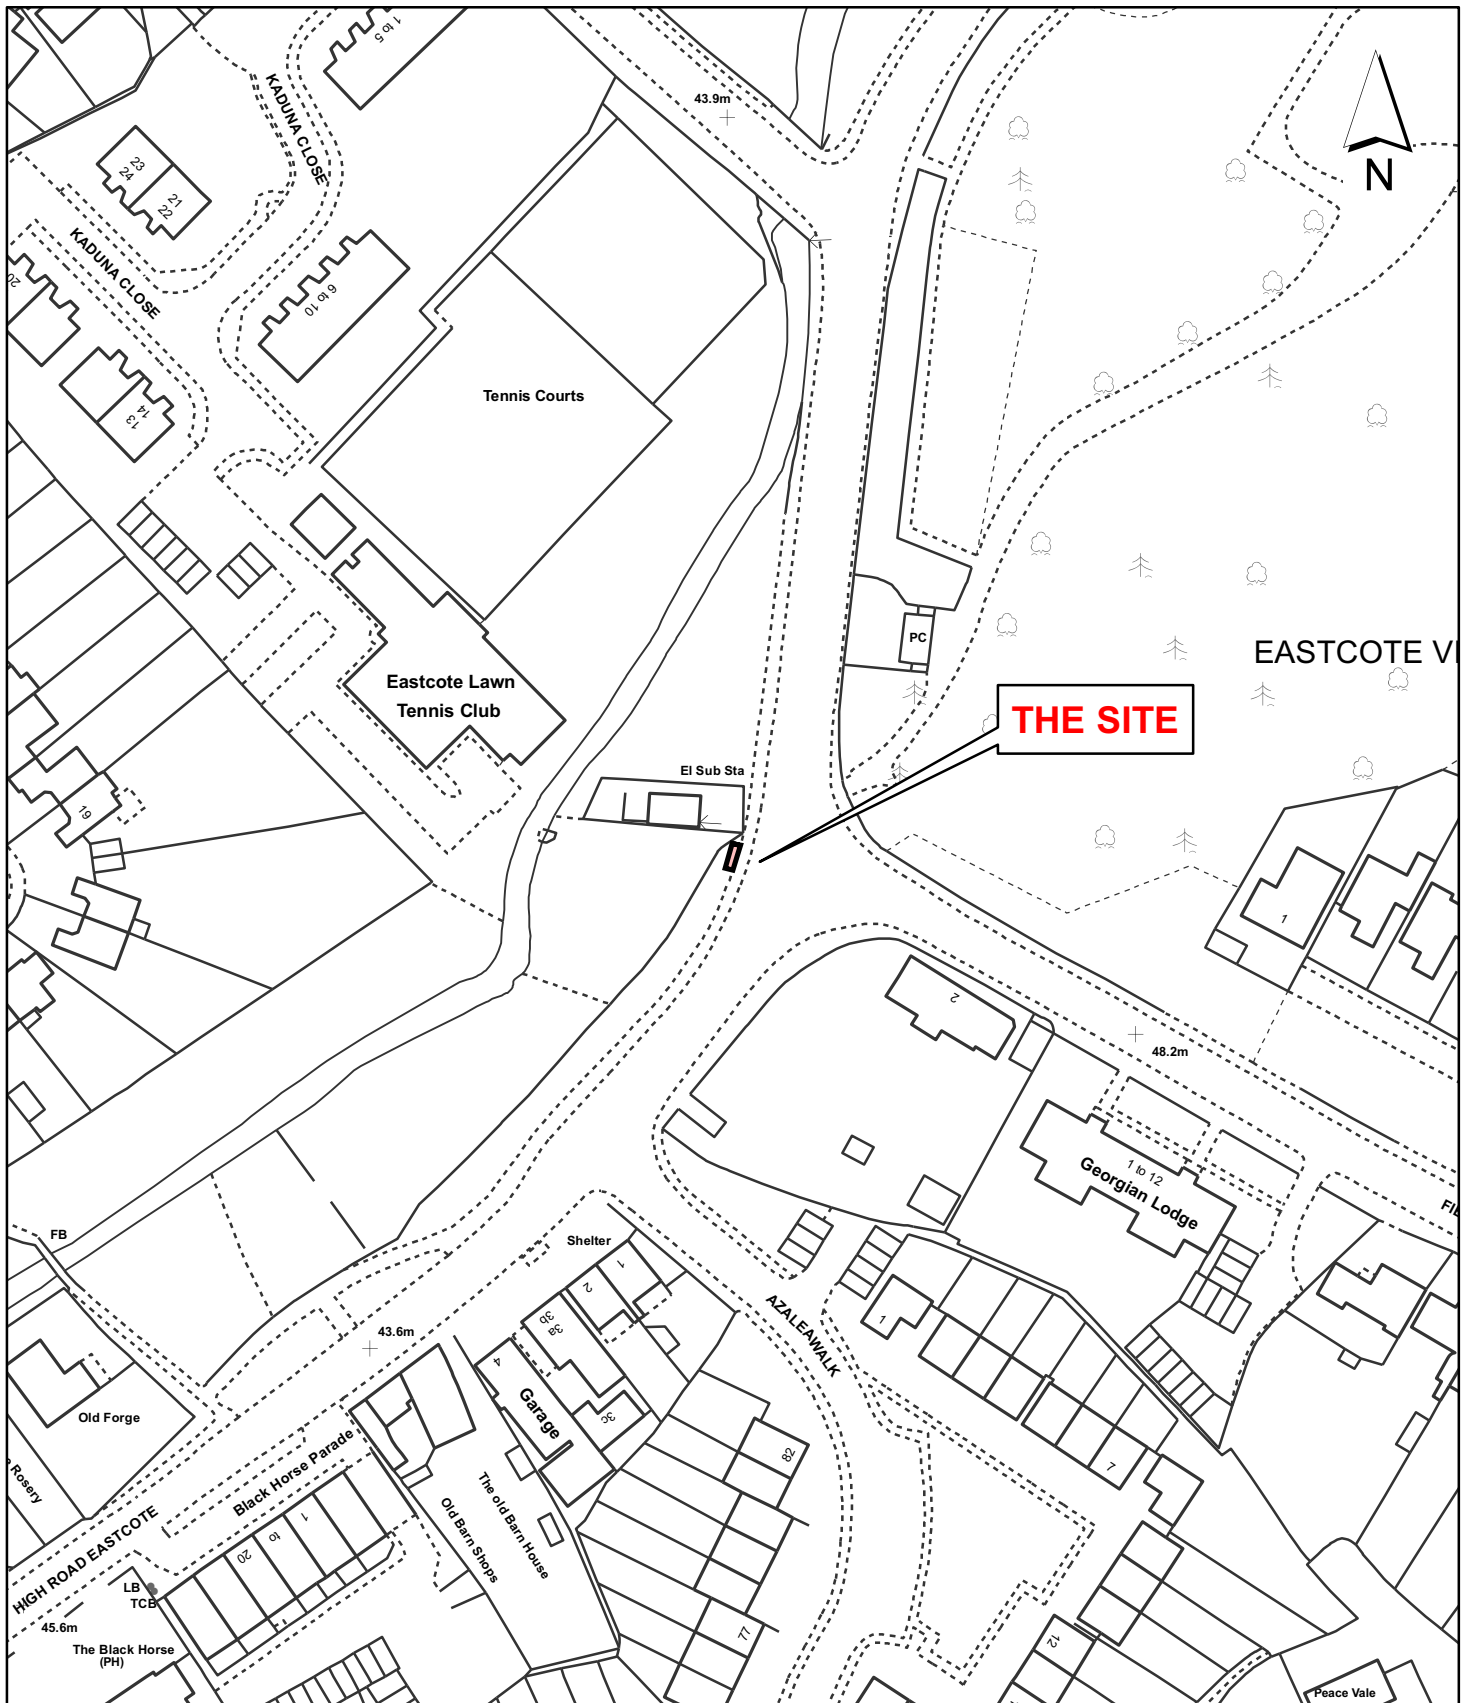 1 to 5
KADUNA CLOSE
43.9m
N
23
24
21
22
KADUNA CLOSE
20
6 to 10
14
13
Tennis Courts
PC
EASTCOTE
Eastcote Lawn
Tennis Club
THE SITE
El Sub Sta
19
1
2
48.2m
1 to 12
Georgian Lodge
FB
Shelter
1
2
3b
3a
3c
4
Garage
43.6m
AZALEAWALK
1
7
Old Forge
Rosery
Black Horse Parade
HIGH ROAD EASTCOTE
1
to
20
The old Barn House
Old Barn Shops
82
77
12
LB
TCB
45.6m
The Black Horse
(PH)
Peace Vale